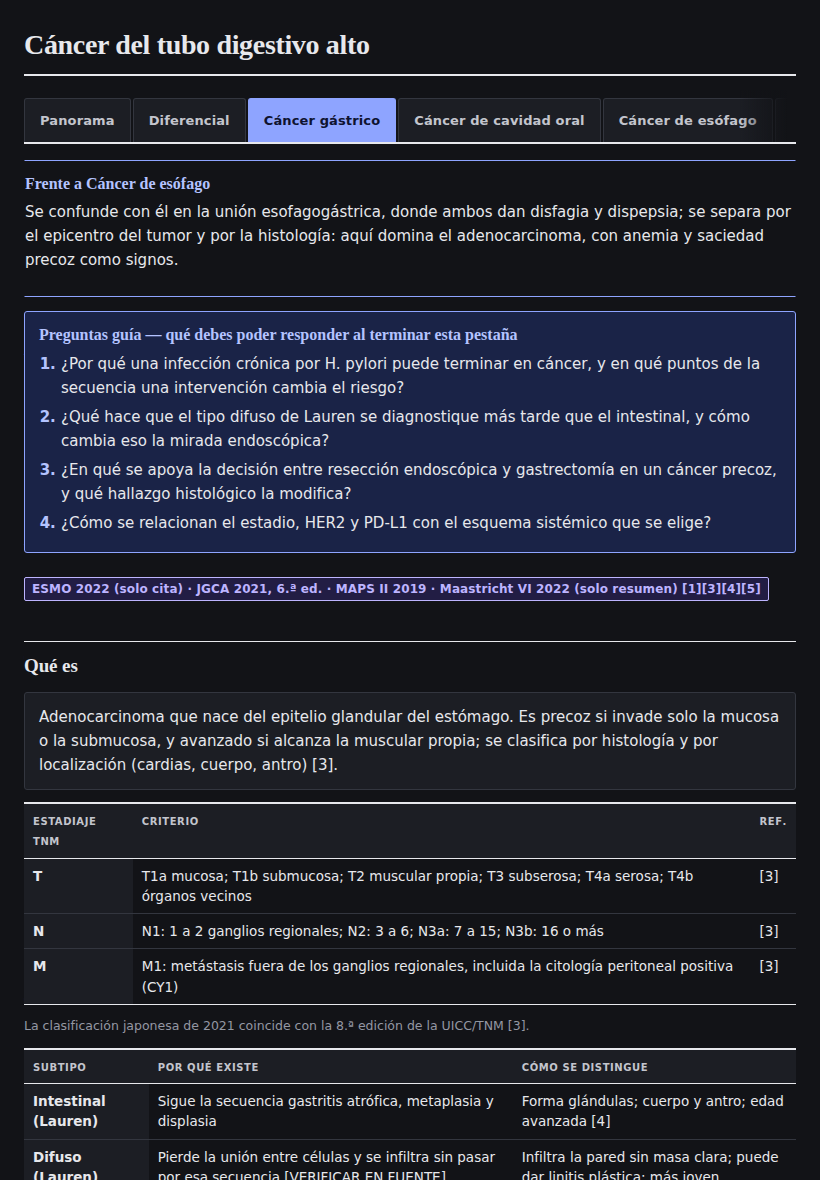 Cáncer del tubo digestivo alto
Panorama
Diferencial
Cáncer gástrico
Cáncer de cavidad oral
Cáncer de esófago
Frente a Cáncer de esófago
Se confunde con él en la unión esofagogástrica, donde ambos dan disfagia y dispepsia; se separa por
el epicentro del tumor y por la histología: aquí domina el adenocarcinoma, con anemia y saciedad
precoz como signos.
Preguntas guía — qué debes poder responder al terminar esta pestaña
1. ¿Por qué una infección crónica por H. pylori puede terminar en cáncer, y en qué puntos de la
secuencia una intervención cambia el riesgo?
2. ¿Qué hace que el tipo difuso de Lauren se diagnostique más tarde que el intestinal, y cómo
cambia eso la mirada endoscópica?
3. ¿En qué se apoya la decisión entre resección endoscópica y gastrectomía en un cáncer precoz,
y qué hallazgo histológico la modifica?
4. ¿Cómo se relacionan el estadio, HER2 y PD-L1 con el esquema sistémico que se elige?
ESMO 2022 (solo cita) · JGCA 2021, 6.ª ed. · MAPS II 2019 · Maastricht VI 2022 (solo resumen) [1][3][4][5]
Qué es
Adenocarcinoma que nace del epitelio glandular del estómago. Es precoz si invade solo la mucosa
o la submucosa, y avanzado si alcanza la muscular propia; se clasifica por histología y por
localización (cardias, cuerpo, antro) [3].
ESTADIAJE TNM
CRITERIO
REF.
T
T1a mucosa; T1b submucosa; T2 muscular propia; T3 subserosa; T4a serosa; T4b
órganos vecinos
[3]
N
N1: 1 a 2 ganglios regionales; N2: 3 a 6; N3a: 7 a 15; N3b: 16 o más
[3]
M
M1: metástasis fuera de los ganglios regionales, incluida la citología peritoneal positiva
(CY1)
[3]
La clasificación japonesa de 2021 coincide con la 8.ª edición de la UICC/TNM [3].
SUBTIPO
POR QUÉ EXISTE
CÓMO SE DISTINGUE
Intestinal
(Lauren)
Sigue la secuencia gastritis atrófica, metaplasia y
displasia
Forma glándulas; cuerpo y antro; edad
avanzada [4]
Difuso
(Lauren)
Pierde la unión entre células y se infiltra sin pasar
por esa secuencia [VERIFICAR EN FUENTE]
Infiltra la pared sin masa clara; puede
dar linitis plástica; más joven